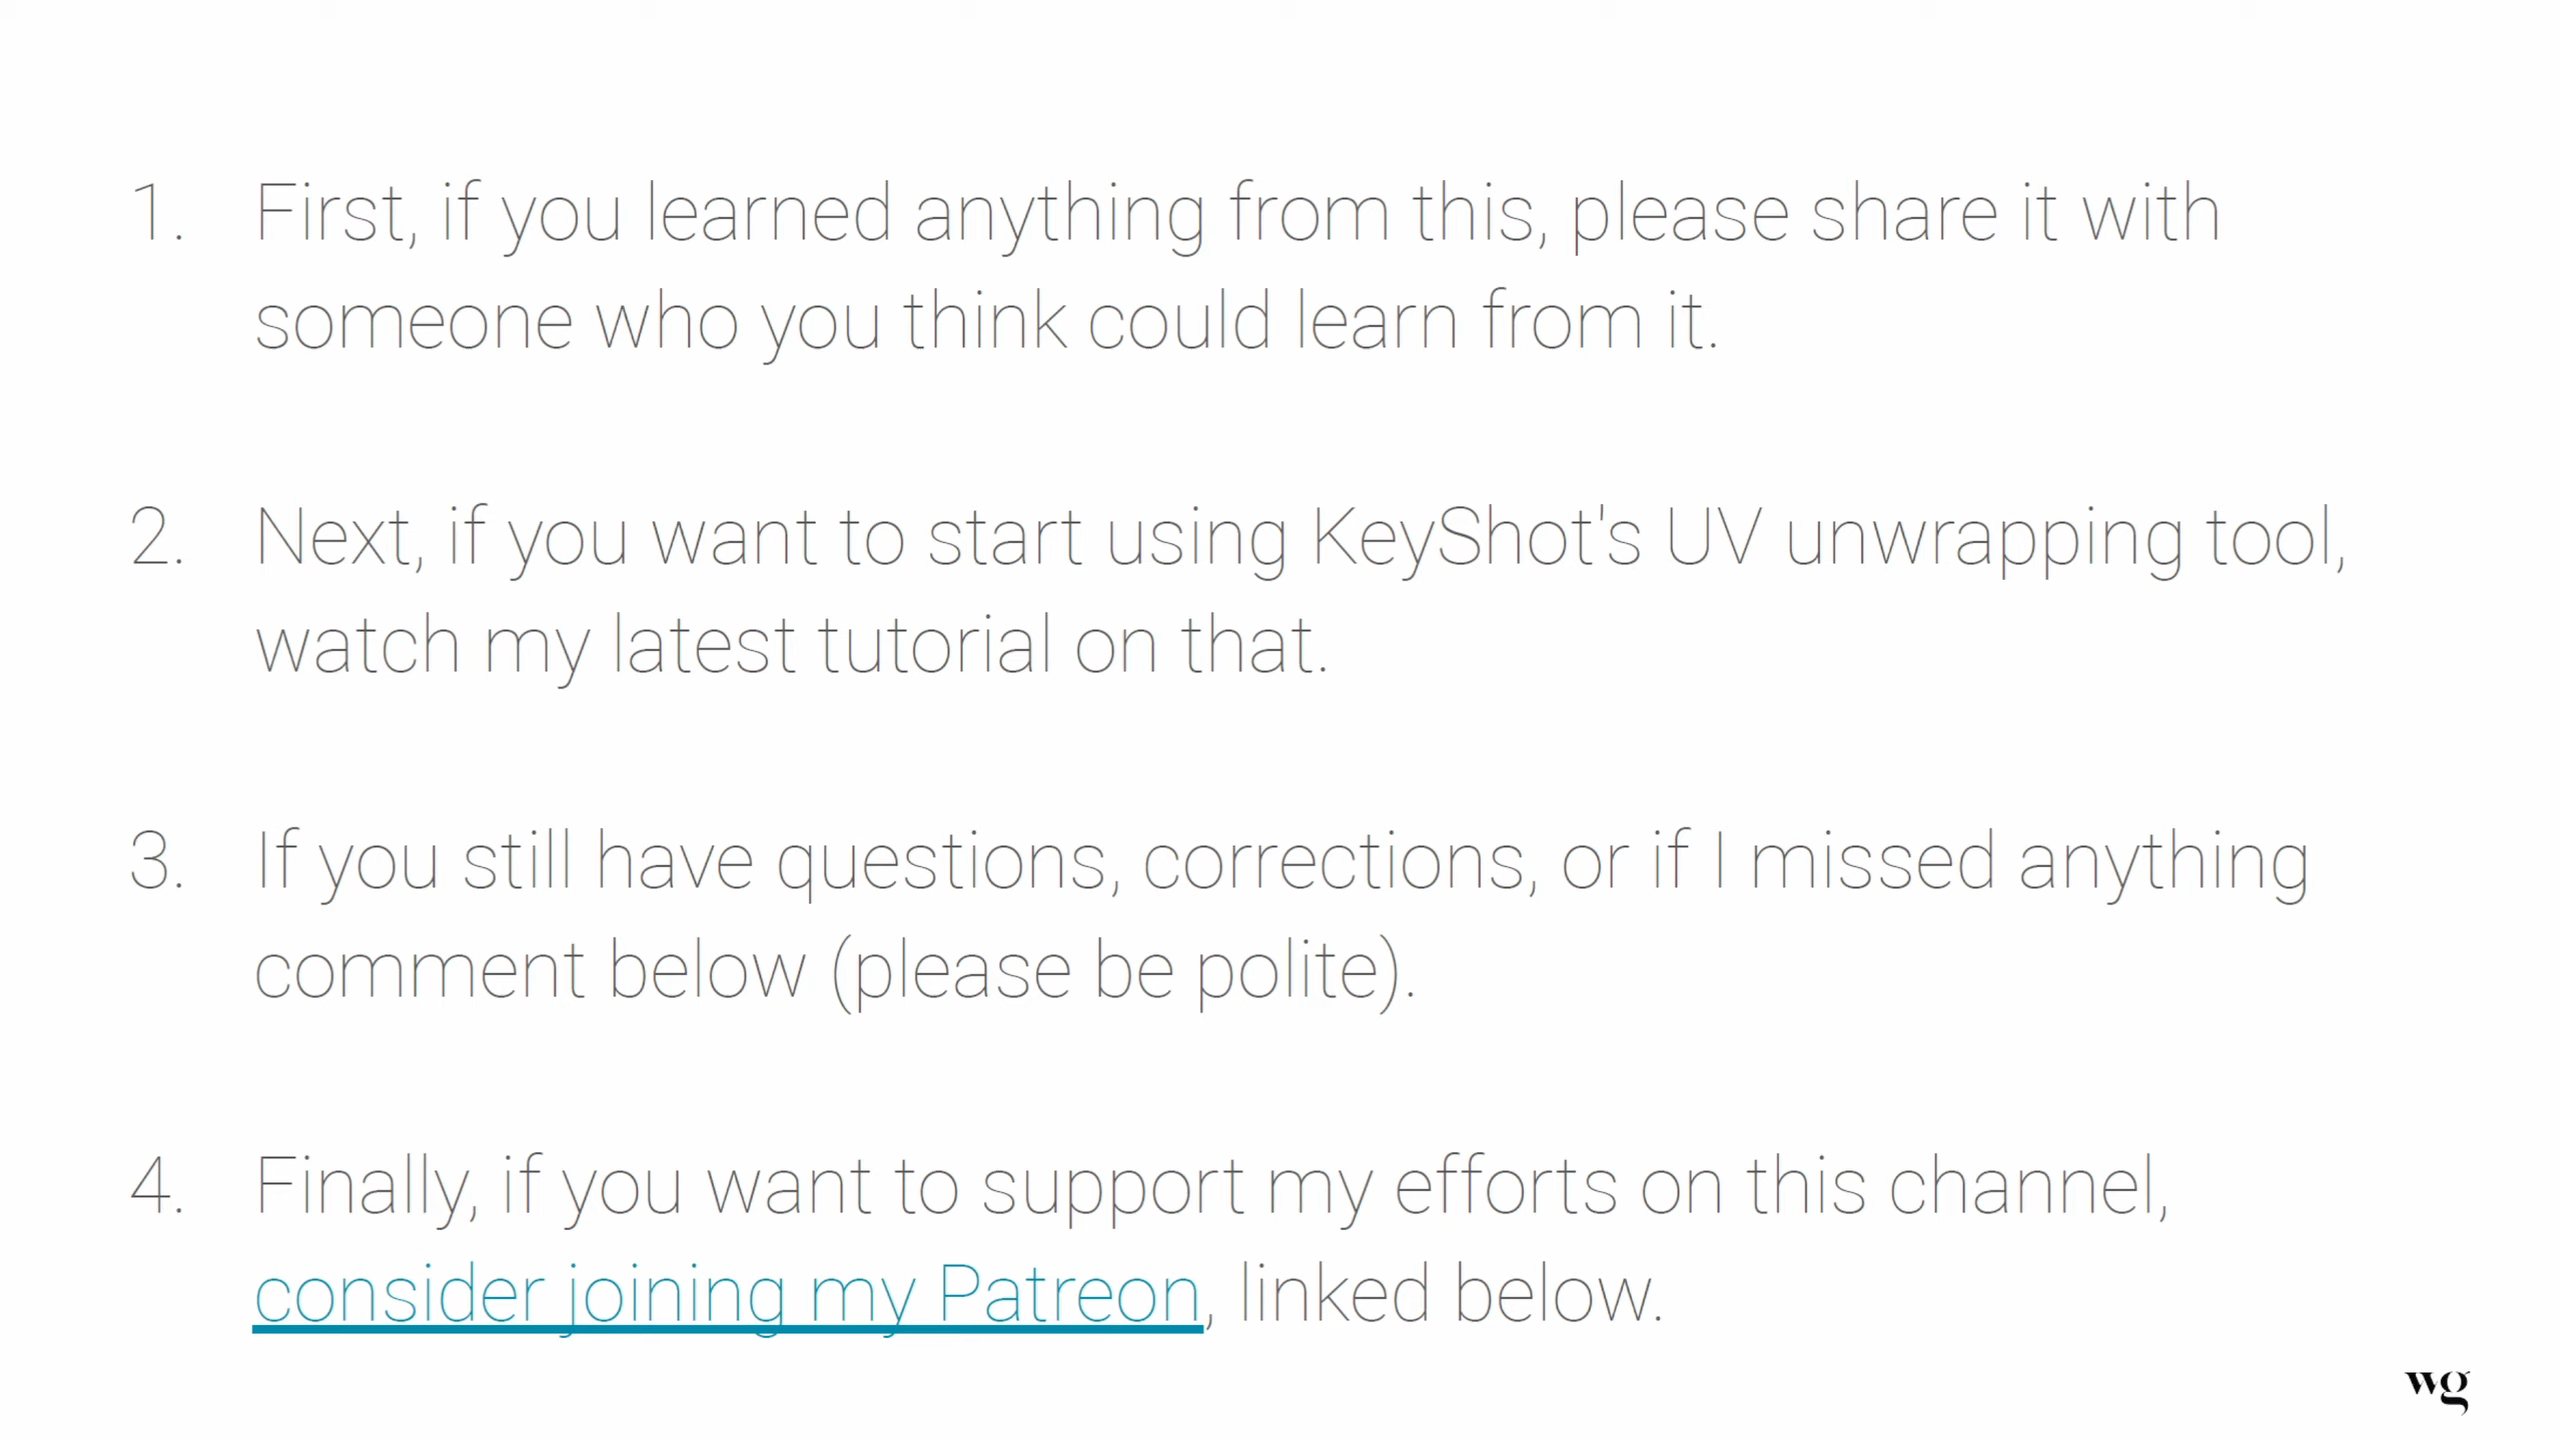 1. First, if you learned anything from this, please share it with
someone who you think could learn from it.
2. Next, if you want to start using KeyShot's UV unwrapping tool,
watch my latest tutorial on that.
3. If you still have questions, corrections, or if I missed anything
comment below (please be polite).
4. Finally, if you want to support my efforts on this channel,
consider joining my Patreon, linked below.
wg